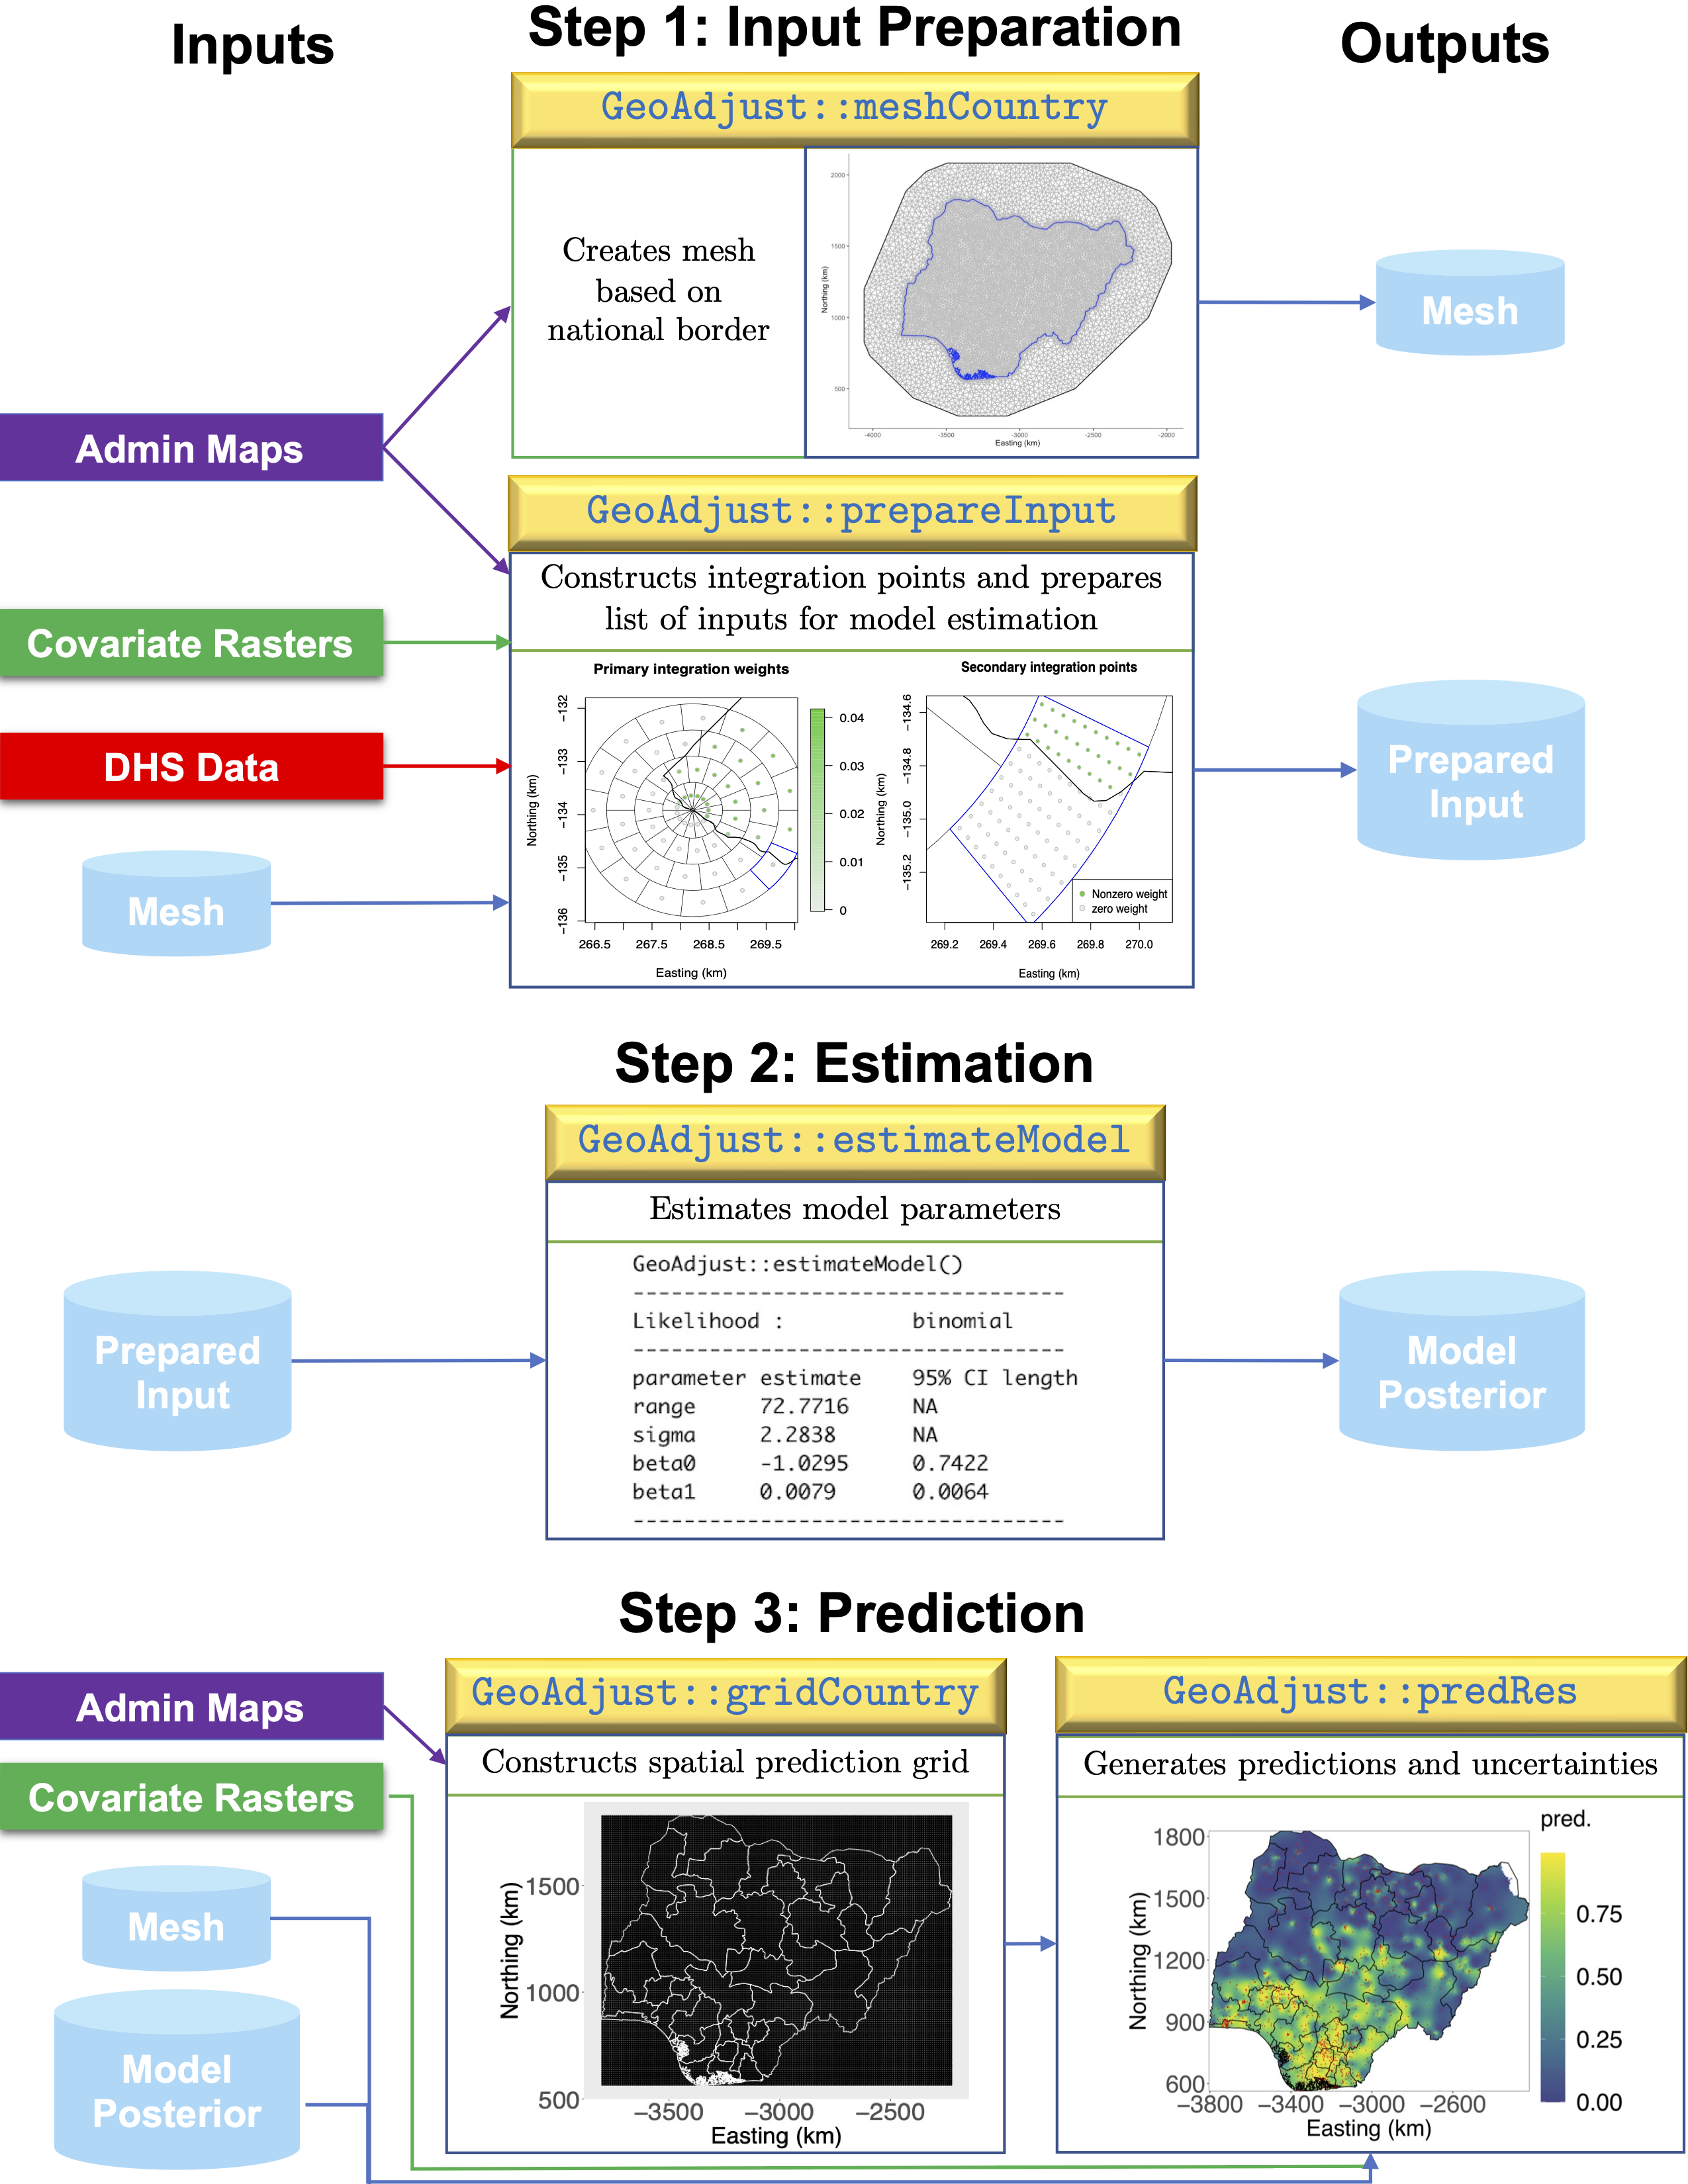 Inputs
Step 1: Input Preparation
Outputs
GeoAdjust::meshCountry
Creates mesh
based on
national border
2000
1500
1000
500
Northing (km)
-4000 -3500 -3000 -2500 -2000
Easting (km)
Mesh
Admin Maps
GeoAdjust::prepareInput
Constructs integration points and prepares
list of inputs for model estimation
Covariate Rasters
DHS Data
Mesh
Primary integration weights
−132
−133
−134
−135
−136
Northing (km)
266.5 267.5 268.5 269.5
Easting (km)
0.04
0.03
0.02
0.01
0
Secondary integration points
−134.6
−134.8
−135.0
−135.2
Northing (km)
Nonzero weight
zero weight
269.2 269.4 269.6 269.8 270.0
Easting (km)
Prepared
Input
Step 2: Estimation
GeoAdjust::estimateModel
Estimates model parameters
GeoAdjust::estimateModel()
----------------------------------
Likelihood : binomial
----------------------------------
parameter estimate 95% CI length
range 72.7716 NA
sigma 2.2838 NA
beta0 -1.0295 0.7422
beta1 0.0079 0.0064
----------------------------------
Prepared
Input
Model
Posterior
Step 3: Prediction
Admin Maps
Covariate Rasters
Mesh
Model
Posterior
GeoAdjust::gridCountry
Constructs spatial prediction grid
1500
1000
500
Northing (km)
−3500 −3000 −2500
Easting (km)
GeoAdjust::predRes
Generates predictions and uncertainties
1800
1500
1200
900
600
Northing (km)
−3800 −3400 −3000 −2600
Easting (km)
pred.
0.75
0.50
0.25
0.00